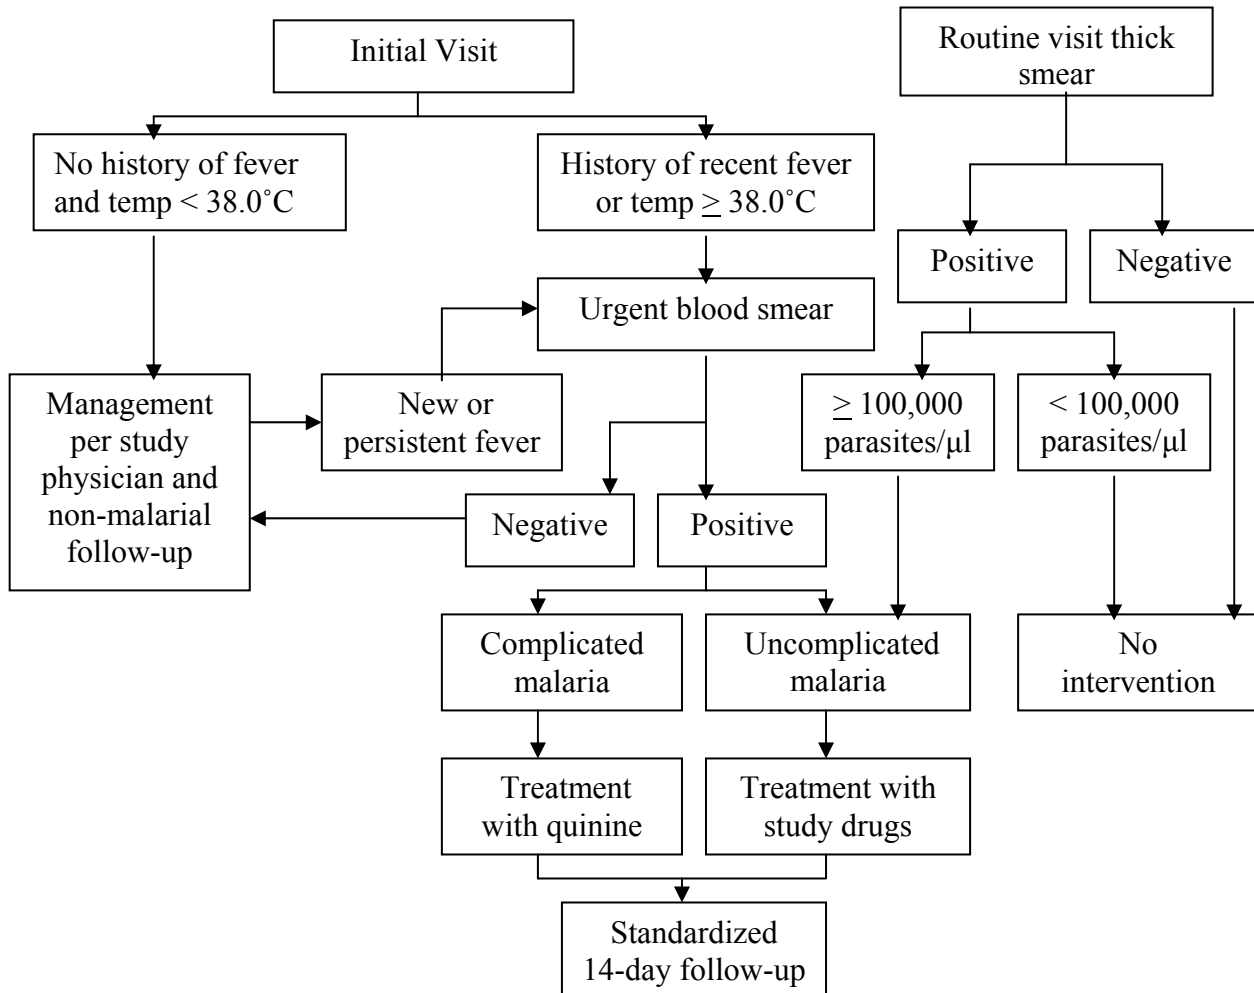 Initial Visit
Routine visit thick
smear
No history of fever
and temp < 38.0˚C
History of recent fever
or temp ≥ 38.0˚C
Positive
Negative
Urgent blood smear
Management
per study
physician and
non-malarial
follow-up
New or
persistent fever
≥ 100,000
parasites/μl
< 100,000
parasites/μl
Negative
Positive
Complicated
malaria
Uncomplicated
malaria
No
intervention
Treatment
with quinine
Treatment with
study drugs
Standardized
14-day follow-up